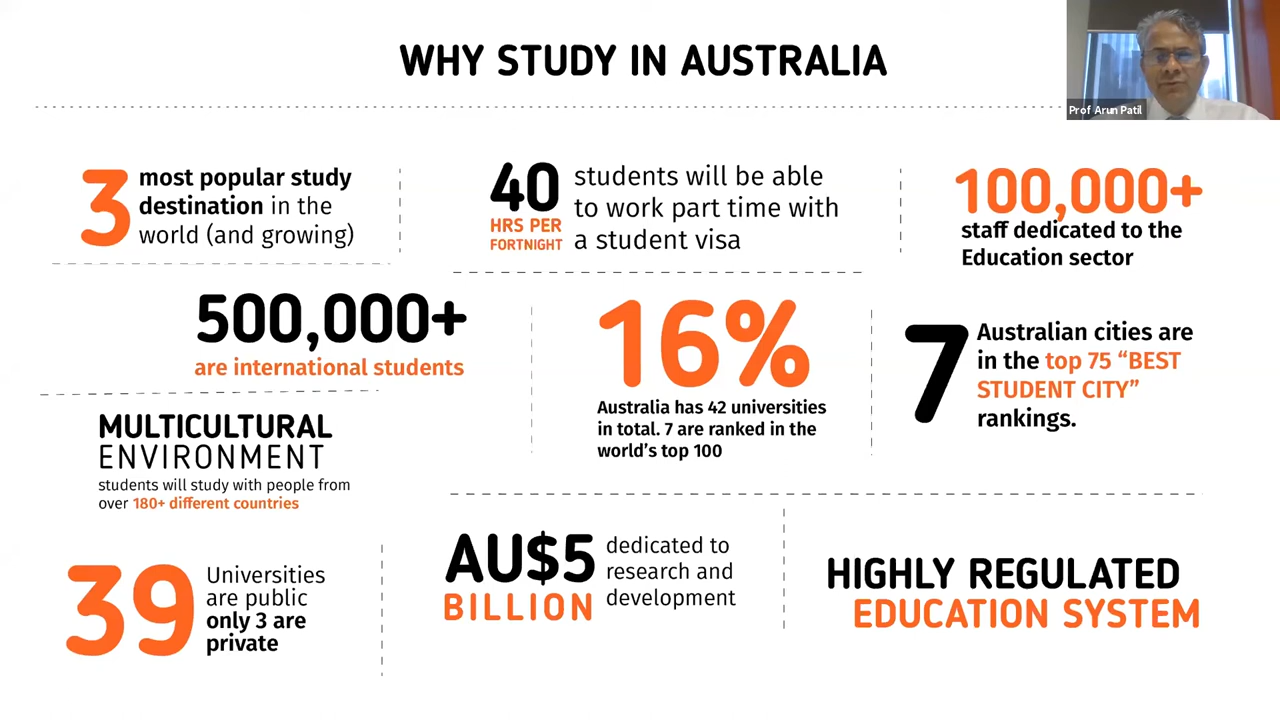 WHY STUDY IN AUSTRALIA
Prof Arun Patil
3
most popular study
destination in the
world (and growing)
40
HRS PER
FORTNIGHT
students will be able
to work part time with
a student visa
100,000+
staff dedicated to the
Education sector
500,000+
are international students
16%
Australia has 42 universities
in total. 7 are ranked in the
world's top 100
7
Australian cities are
in the top 75 “BEST
STUDENT CITY”
rankings.
MULTICULTURAL
ENVIRONMENT
students will study with people from
over 180+ different countries
39
Universities
are public
only 3 are
private
AU$5
BILLION
dedicated to
research and
development
HIGHLY REGULATED
EDUCATION SYSTEM